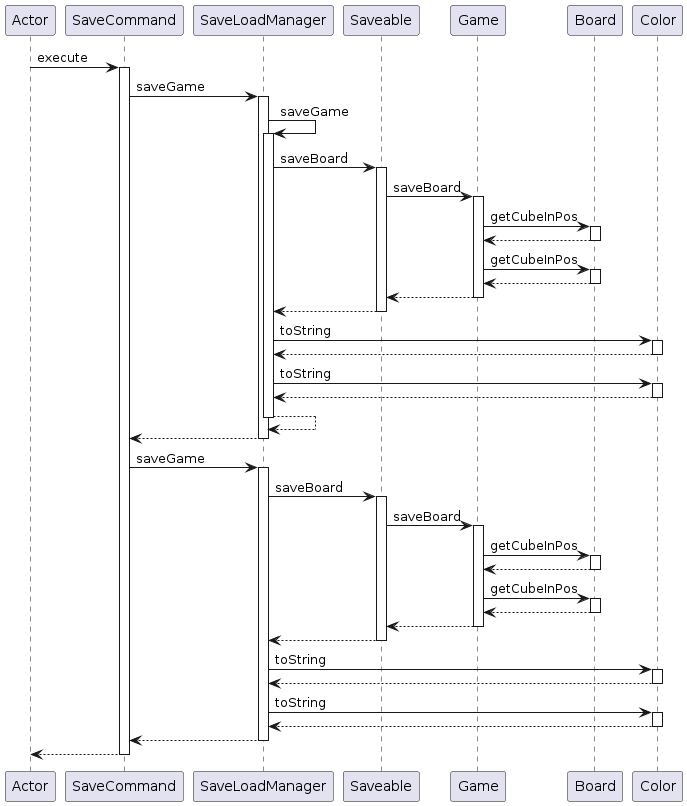 Actor SaveCommand SaveLoadManager Saveable Game Board Color
execute
saveGame
saveGame
saveBoard
saveBoard
getCubeInPos
getCubeInPos
toString
toString
saveGame
saveBoard
saveBoard
getCubeInPos
getCubeInPos
toString
toString
Actor SaveCommand SaveLoadManager Saveable Game Board Color